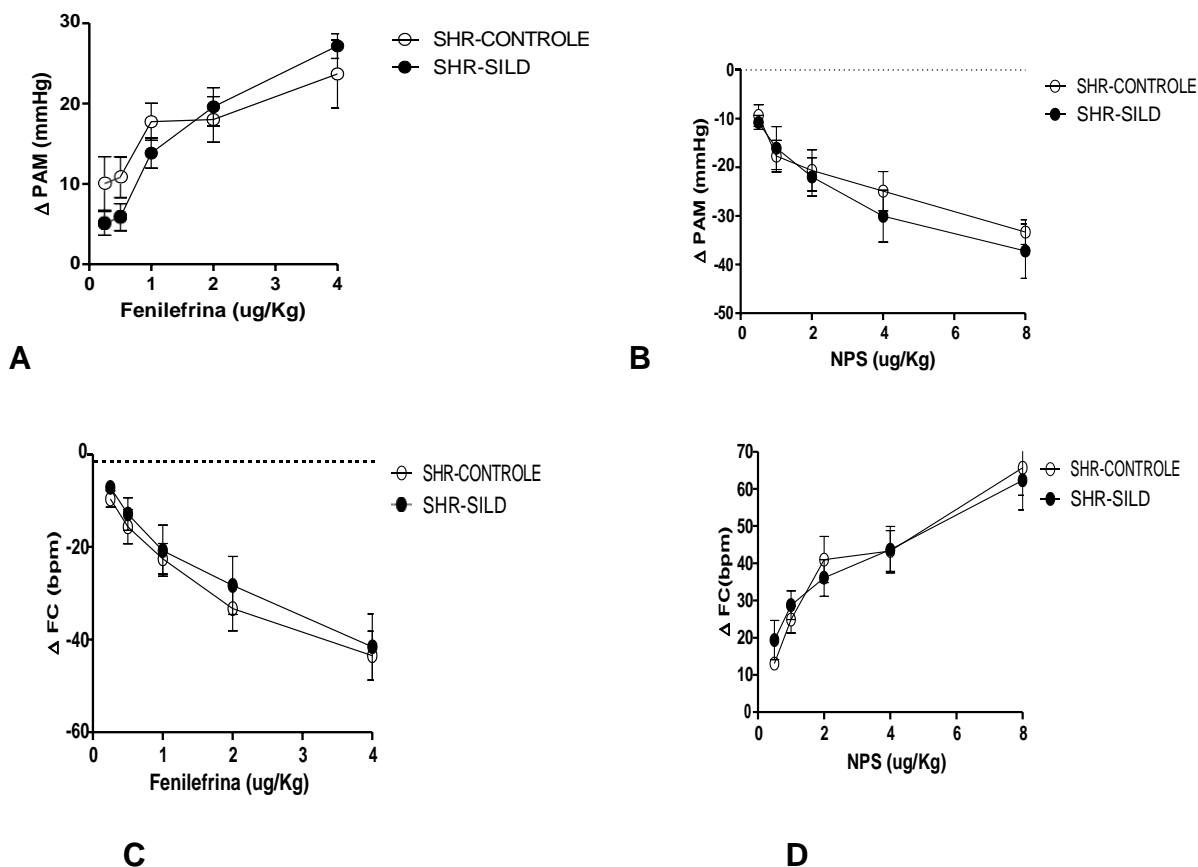 30
20
10
0
Δ PAM (mmHg)
0 1 2 3 4
Fenilefrina (ug/Kg)
SHR-CONTROLE
SHR-SILD
A
0
-10
-20
-30
-40
-50
Δ PAM (mmHg)
0 2 4 6 8
NPS (ug/Kg)
SHR-CONTROLE
SHR-SILD
B
0
-20
-40
-60
Δ FC (bpm)
0 1 2 3 4
Fenilefrina (ug/Kg)
SHR-CONTROLE
SHR-SILD
C
70
60
50
40
30
20
10
0
Δ FC(bpm)
0 2 4 6 8
NPS (ug/Kg)
SHR-CONTROLE
SHR-SILD
D